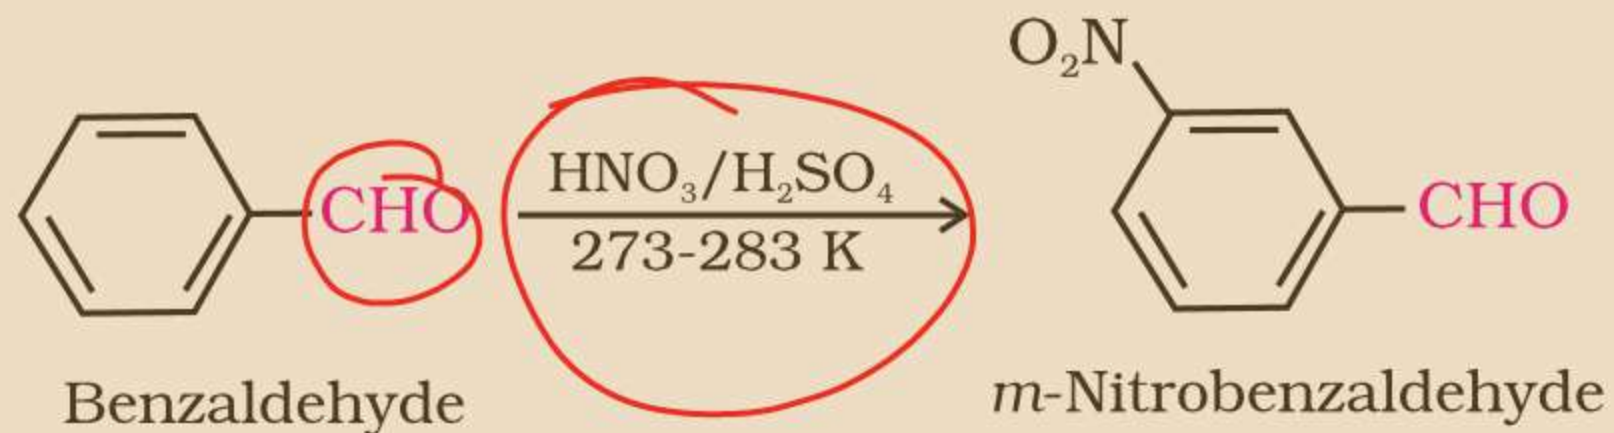 O₂N
CHO
HNO₃/H₂SO₄
273-283 K
CHO
Benzaldehyde
m-Nitrobenzaldehyde